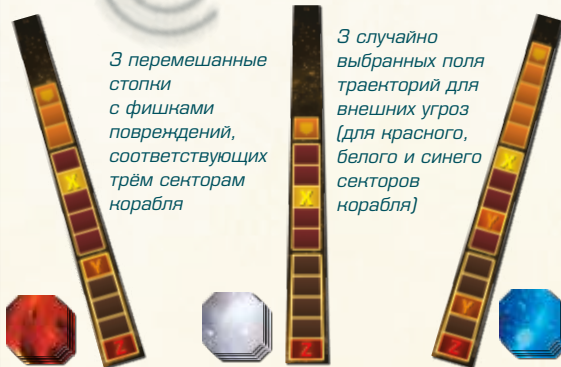 3 перемешанные
стопки
с фишками
повреждений,
соответствующих
трём секторам
корабля
3 случайно
выбранных поля
траекторий для
внешних угроз
(для красного,
белого и синего
секторов
корабля)
X
Y
Z
X
Z
X
Y
Y
Z